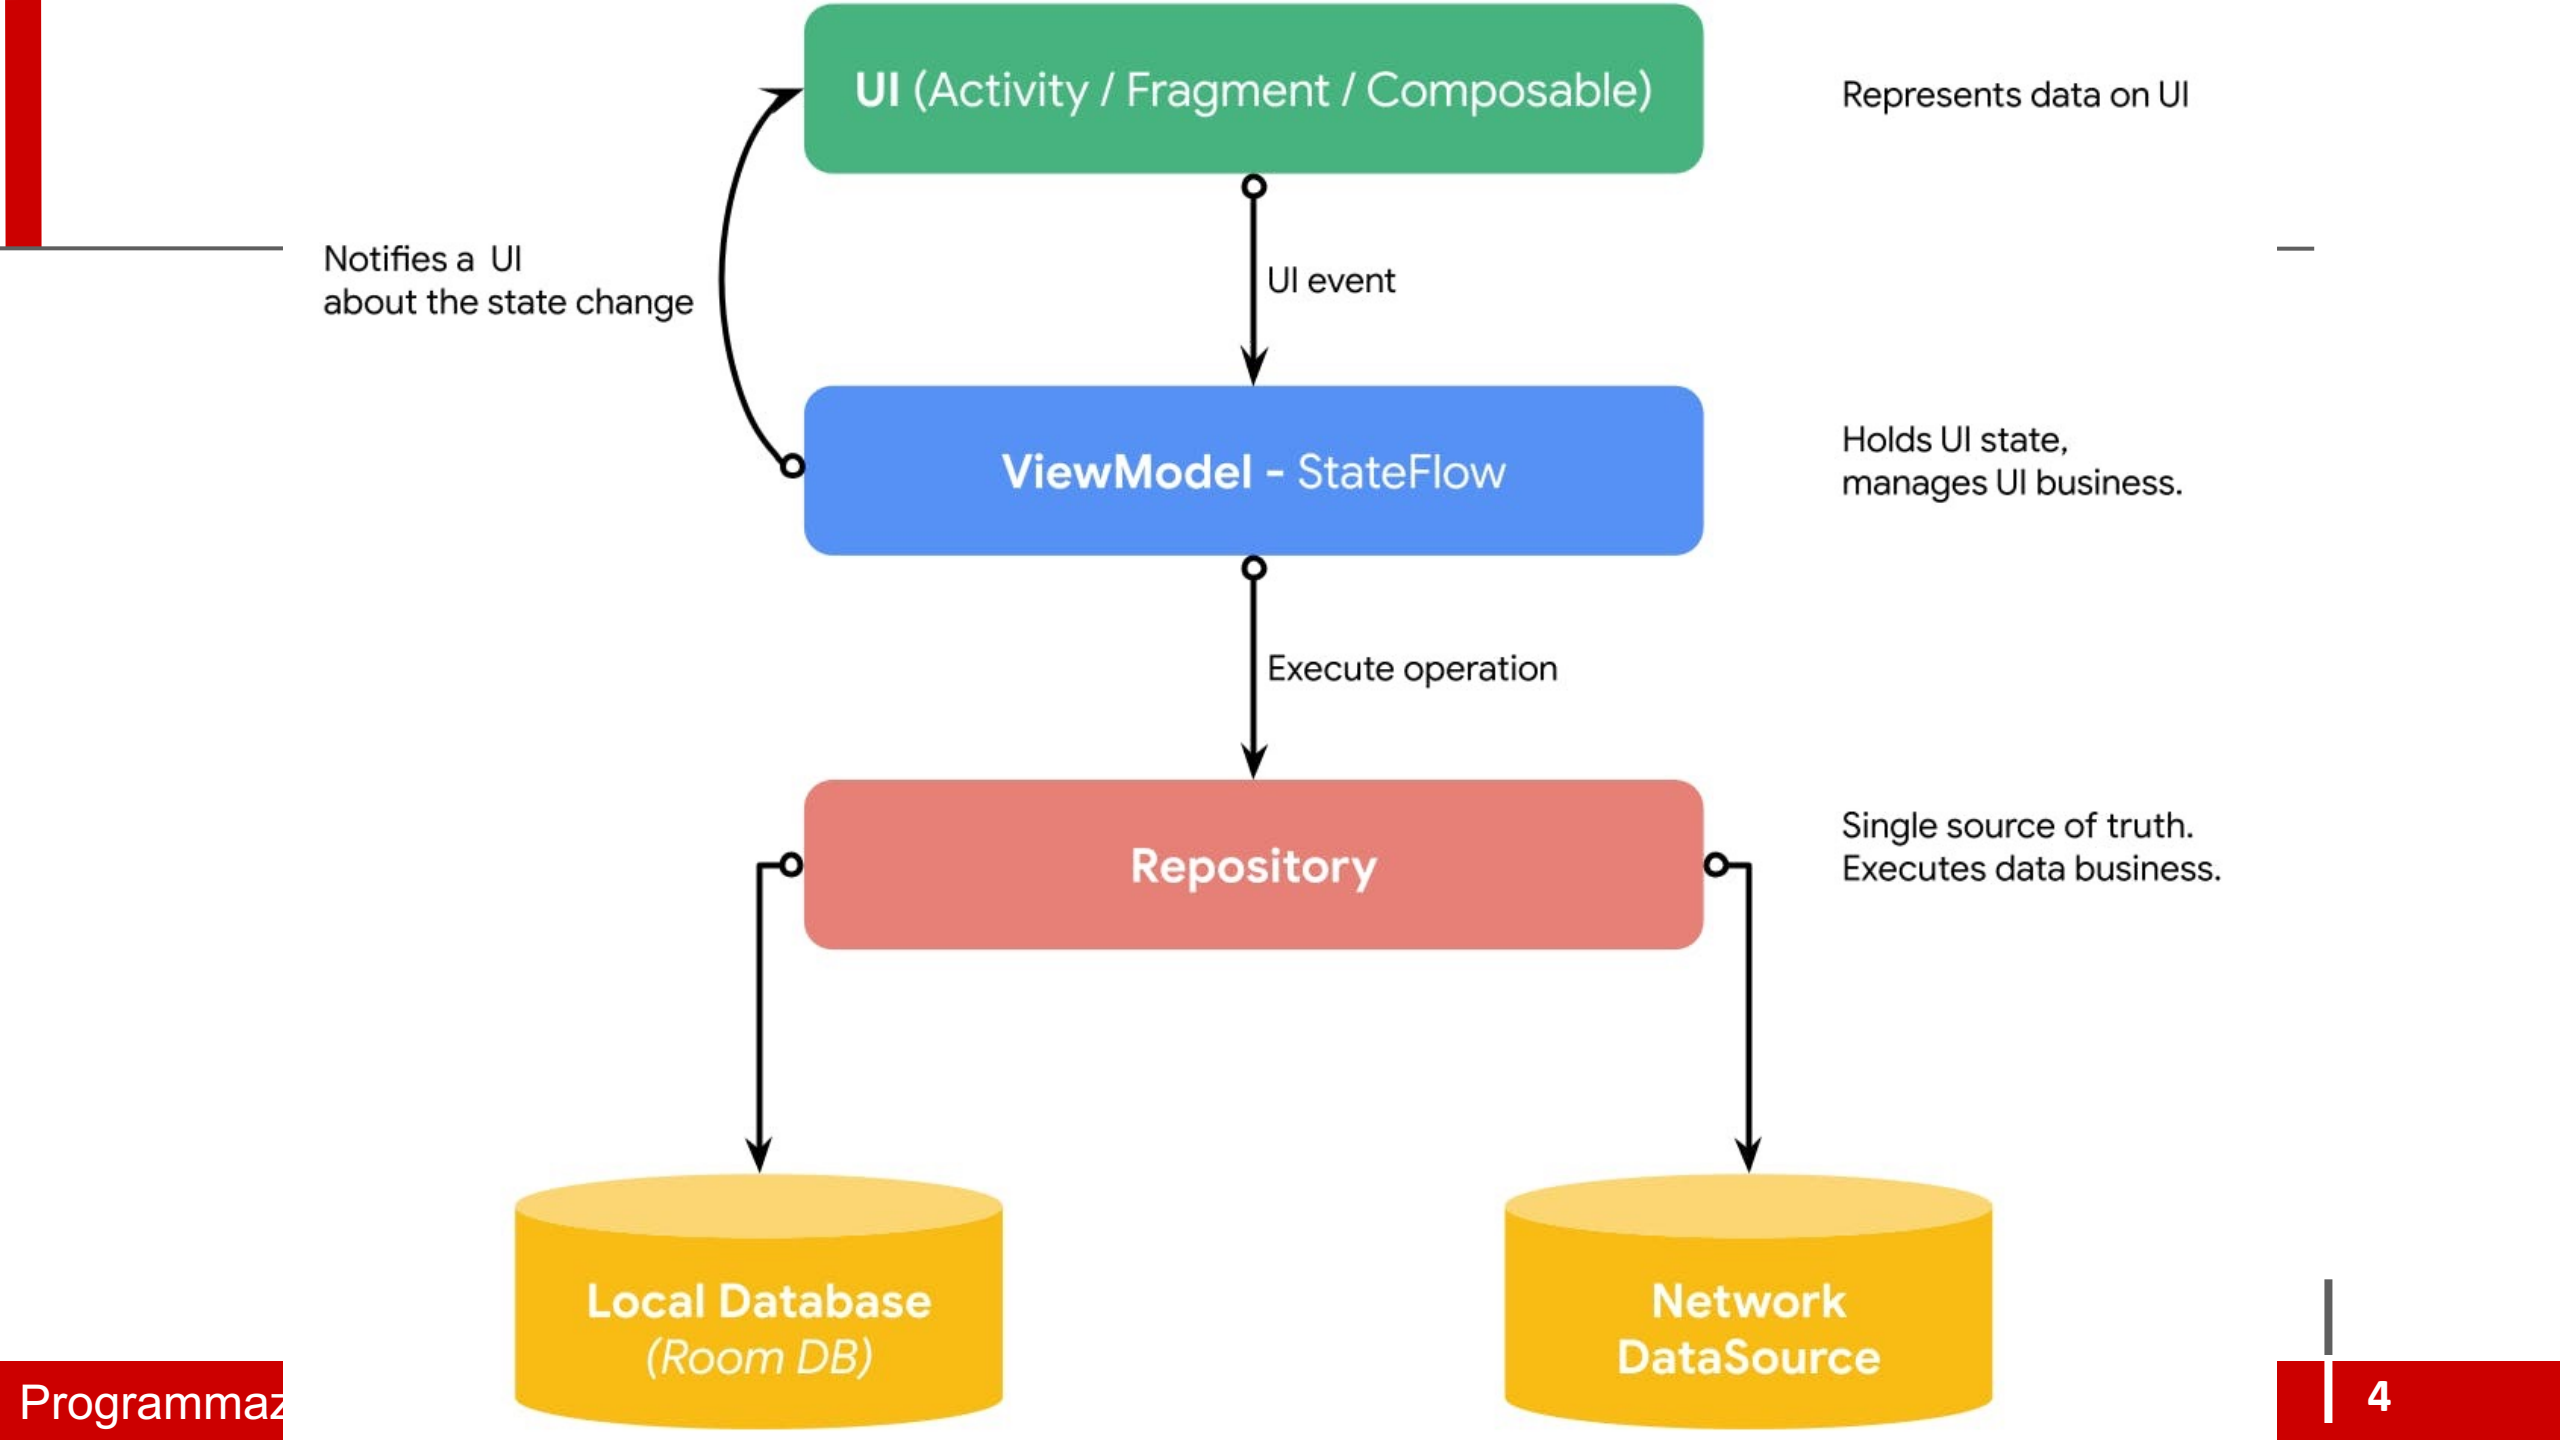 UI (Activity / Fragment / Composable)
Represents data on UI
Notifies a UI
about the state change
UI event
ViewModel - StateFlow
Holds UI state,
manages UI business.
Execute operation
Repository
Single source of truth.
Executes data business.
Local Database
(Room DB)
Network
DataSource
Programmaz
4